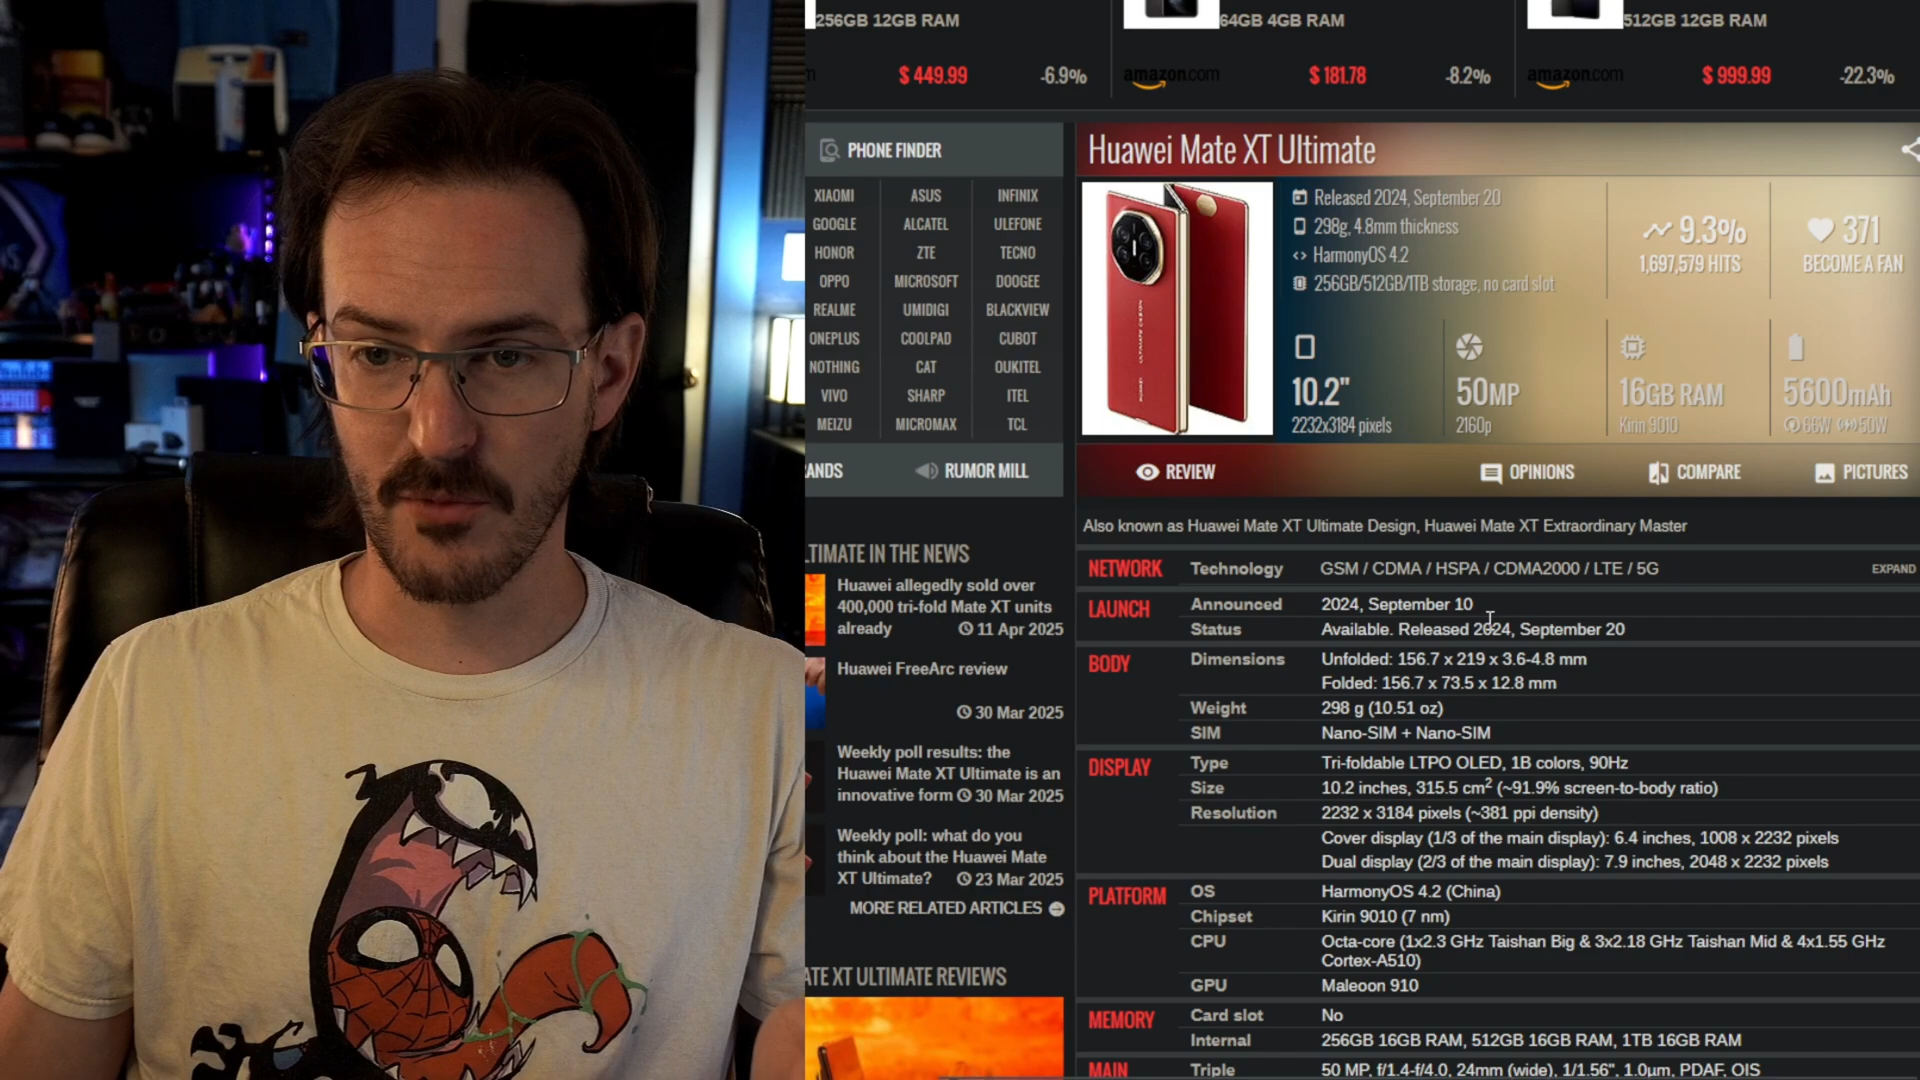 256GB 12GB RAM
64GB 4GB RAM
512GB 12GB RAM
$ 449.99
-6.9%
amazon.com
$ 181.78
-8.2%
amazon.com
$ 999.99
-22.3%
PHONE FINDER
XIAOMI ASUS INFINIX
GOOGLE ALCATEL ULEFONE
HONOR ZTE TECNO
OPPO MICROSOFT DOOGEE
REALME UMIDIGI BLACKVIEW
ONEPLUS COOLPAD CUBOT
NOTHING CAT OUKITEL
VIVO SHARP ITEL
MEIZU MICROMAX TCL
ANDS
RUMOR MILL
Huawei Mate XT Ultimate
Released 2024, September 20
298g, 4.8mm thickness
HarmonyOS 4.2
256GB/512GB/1TB storage, no card slot
9.3%
1,697,579 HITS
371
BECOME A FAN
10.2"
2232x3184 pixels
50MP
2160p
16GB RAM
Kirin 9010
5600mAh
66W 50W
REVIEW
OPINIONS
COMPARE
PICTURES
Also known as Huawei Mate XT Ultimate Design, Huawei Mate XT Extraordinary Master
LTIMATE IN THE NEWS
Huawei allegedly sold over
400,000 tri-fold Mate XT units
already 11 Apr 2025
Huawei FreeArc review
30 Mar 2025
Weekly poll results: the
Huawei Mate XT Ultimate is an
innovative form 30 Mar 2025
Weekly poll: what do you
think about the Huawei Mate
XT Ultimate? 23 Mar 2025
MORE RELATED ARTICLES
ATE XT ULTIMATE REVIEWS
NETWORK Technology GSM / CDMA / HSPA / CDMA2000 / LTE / 5G EXPAND
LAUNCH Announced 2024, September 10
Status Available. Released 2024, September 20
BODY Dimensions Unfolded: 156.7 x 219 x 3.6-4.8 mm
Folded: 156.7 x 73.5 x 12.8 mm
Weight 298 g (10.51 oz)
SIM Nano-SIM + Nano-SIM
DISPLAY Type Tri-foldable LTPO OLED, 1B colors, 90Hz
Size 10.2 inches, 315.5 cm2 (~91.9% screen-to-body ratio)
Resolution 2232 x 3184 pixels (~381 ppi density)
Cover display (1/3 of the main display): 6.4 inches, 1008 x 2232 pixels
Dual display (2/3 of the main display): 7.9 inches, 2048 x 2232 pixels
PLATFORM OS HarmonyOS 4.2 (China)
Chipset Kirin 9010 (7 nm)
CPU Octa-core (1x2.3 GHz Taishan Big & 3x2.18 GHz Taishan Mid & 4x1.55 GHz
Cortex-A510)
GPU Maleoon 910
MEMORY Card slot No
Internal 256GB 16GB RAM, 512GB 16GB RAM, 1TB 16GB RAM
MAIN Triple 50 MP, f/1.4-f/4.0, 24mm (wide), 1/1.56", 1.0µm, PDAF, OIS